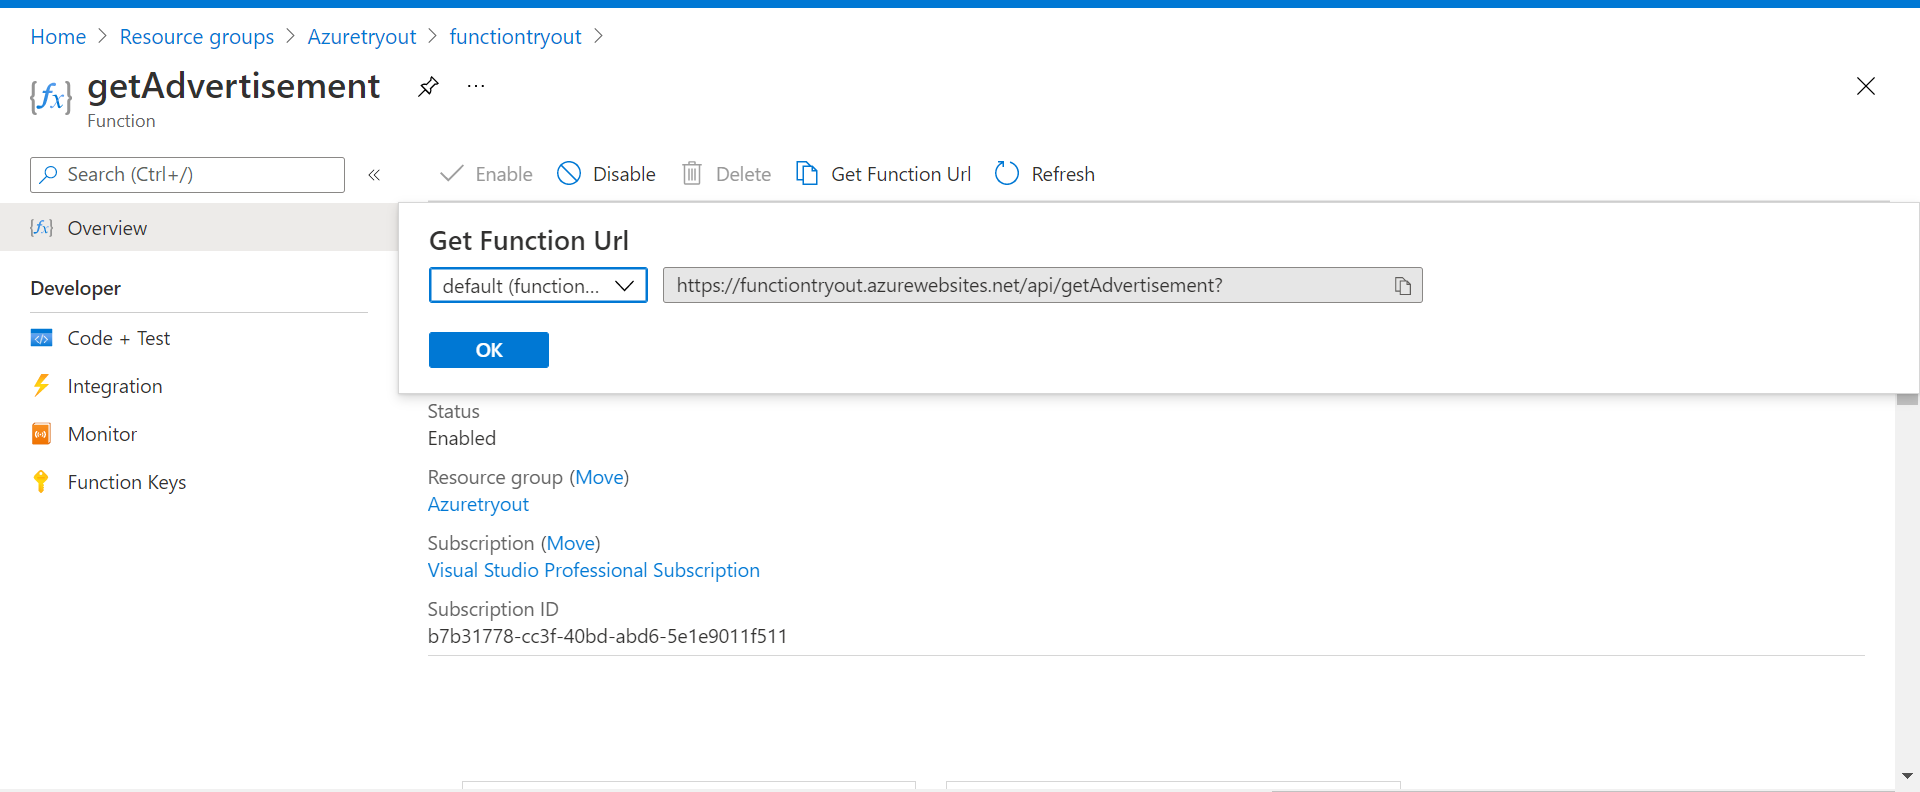 Home > Resource groups > Azuretryout > functiontryout >
{fx} getAdvertisement ...
Function
Search (Ctrl+/) «
Enable Disable Delete Get Function Url Refresh
{fx} Overview
Get Function Url
default (function... https://functiontryout.azurewebsites.net/api/getAdvertisement?
OK
Developer
Code + Test
Integration
Monitor
Function Keys
Status
Enabled
Resource group (Move)
Azuretryout
Subscription (Move)
Visual Studio Professional Subscription
Subscription ID
b7b31778-cc3f-40bd-abd6-5e1e9011f511